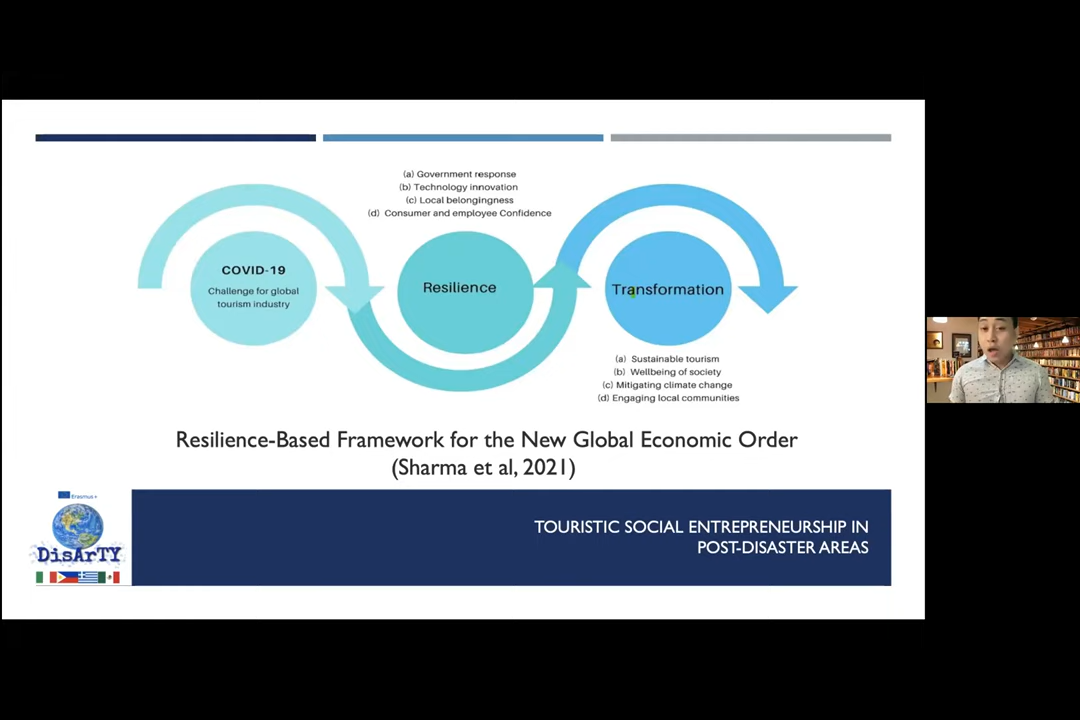 (a) Government response
(b) Technology innovation
(c) Local belongingness
(d) Consumer and employee Confidence
COVID-19
Challenge for global
tourism industry
Resilience
Transformation
(a) Sustainable tourism
(b) Wellbeing of society
(c) Mitigating climate change
(d) Engaging local communities
Resilience-Based Framework for the New Global Economic Order
(Sharma et al, 2021)
Erasmus+
DisArTY
TOURISTIC SOCIAL ENTREPRENEURSHIP IN
POST-DISASTER AREAS